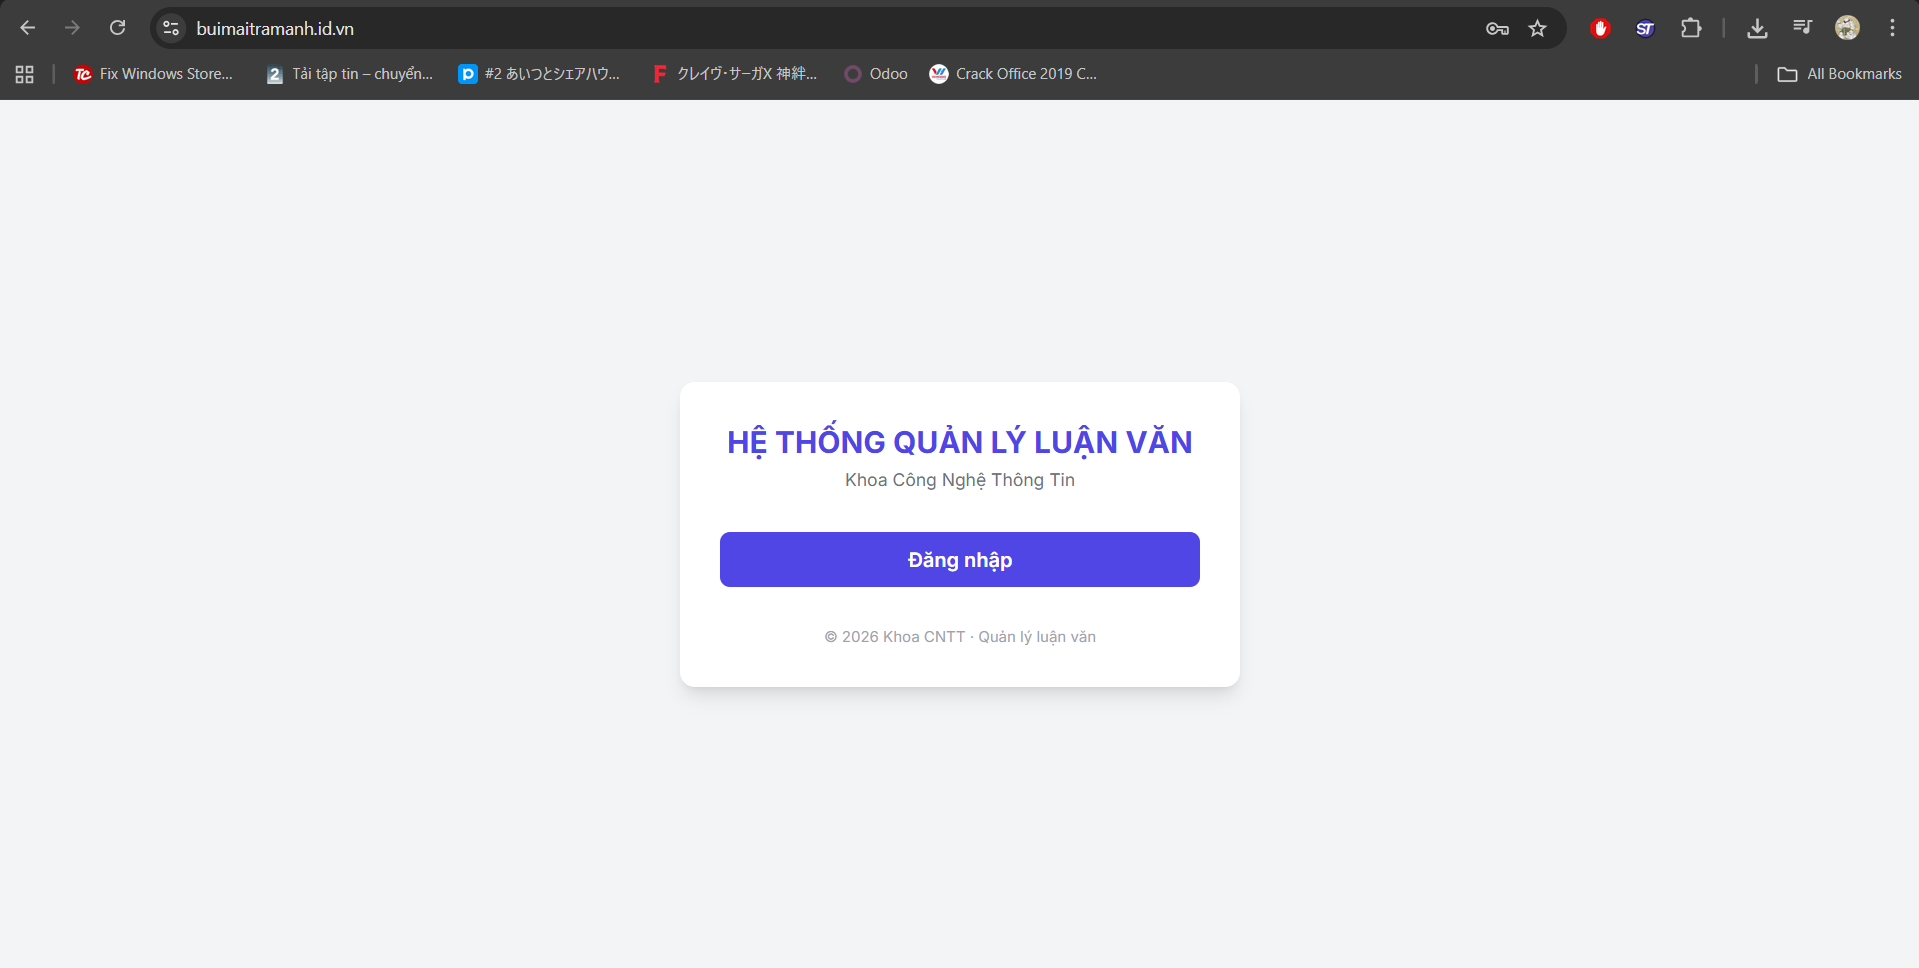 buimaitramanh.id.vn
Fix Windows Store...
Tải tập tin – chuyển...
#2 あいつとシェアハウ...
クレイヴ・サーガX 神絆...
Odoo
Crack Office 2019 C...
All Bookmarks
HỆ THỐNG QUẢN LÝ LUẬN VĂN
Khoa Công Nghệ Thông Tin
Đăng nhập
© 2026 Khoa CNTT · Quản lý luận văn